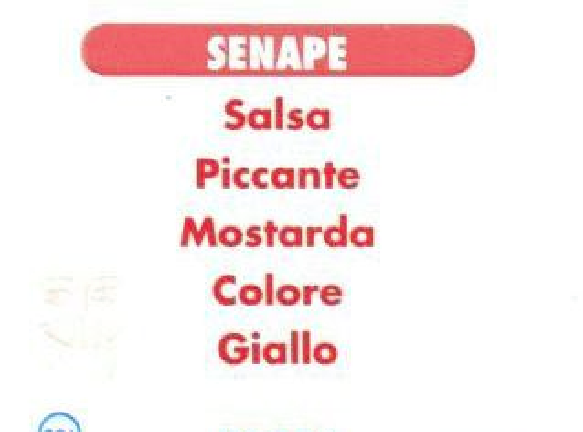 SENAPE
Salsa
Piccante
Mostarda
Colore
Giallo